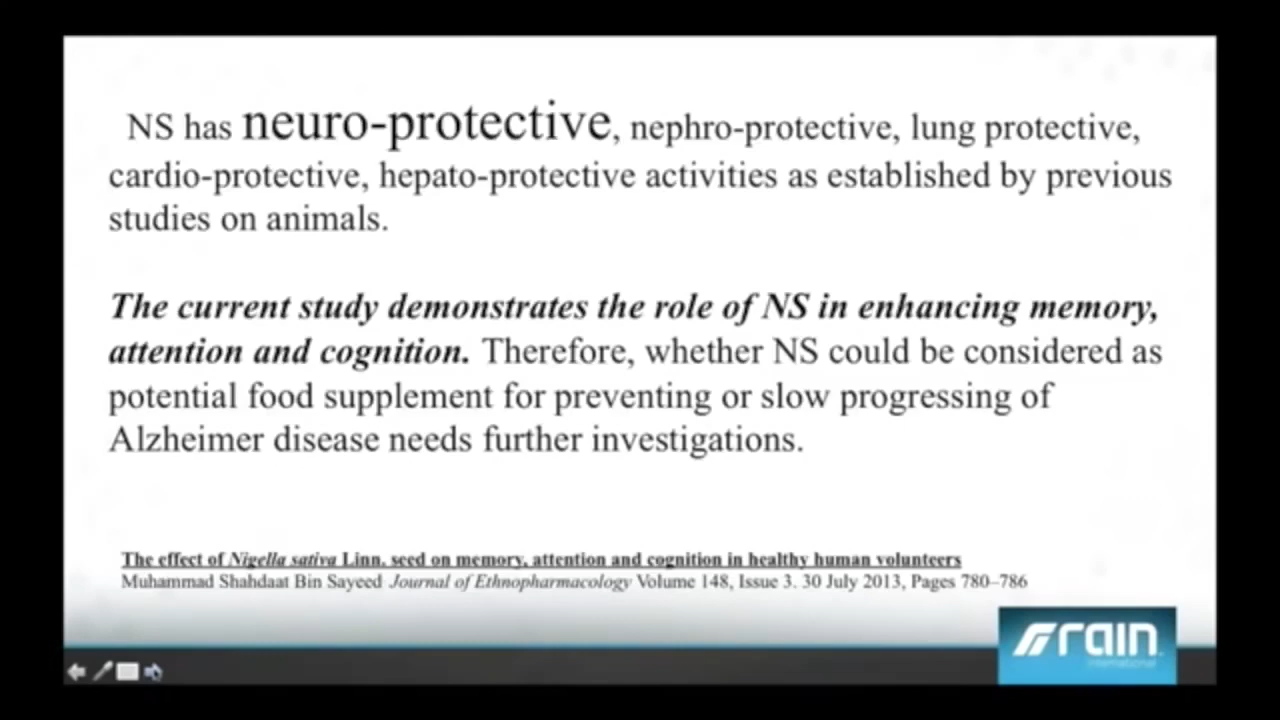 NS has neuro-protective, nephro-protective, lung protective,
cardio-protective, hepato-protective activities as established by previous
studies on animals.
The current study demonstrates the role of NS in enhancing memory,
attention and cognition. Therefore, whether NS could be considered as
potential food supplement for preventing or slow progressing of
Alzheimer disease needs further investigations.
The effect of Nigella sativa Linn. seed on memory, attention and cognition in healthy human volunteers
Muhammad Shahdaat Bin Sayeed Journal of Ethnopharmacology Volume 148, Issue 3. 30 July 2013, Pages 780–786
rain
international